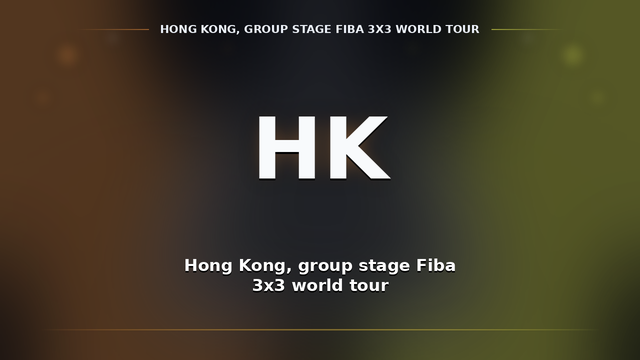 HONG KONG, GROUP STAGE FIBA 3X3 WORLD TOUR
HK
Hong Kong, group stage Fiba
3x3 world tour